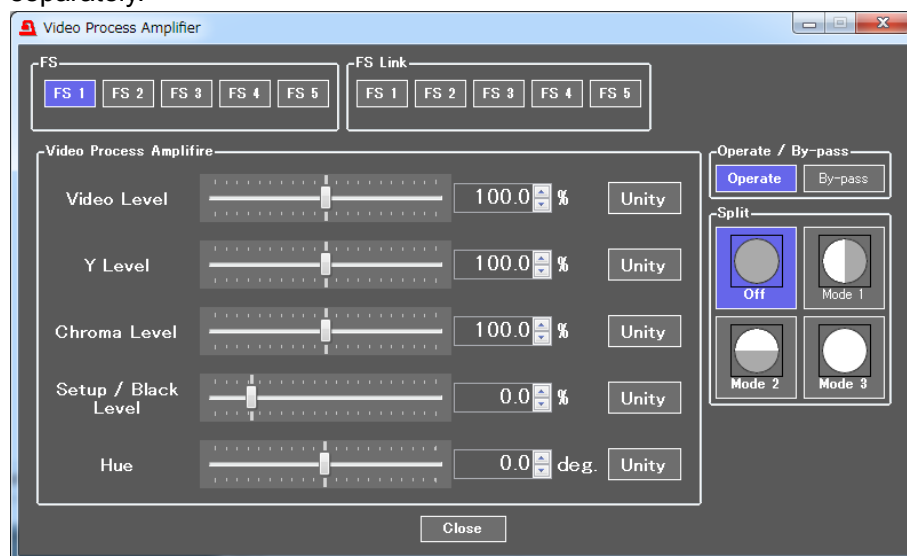 separately.
Video Process Amplifier
FS
FS 1 FS 2 FS 3 FS 4 FS 5
FS Link
FS 1 FS 2 FS 3 FS 4 FS 5
Video Process Amplifire
Video Level 100.0 % Unity
Y Level 100.0 % Unity
Chroma Level 100.0 % Unity
Setup / Black
Level 0.0 % Unity
Hue 0.0 deg. Unity
Operate / By-pass
Operate By-pass
Split
Off Mode 1
Mode 2 Mode 3
Close